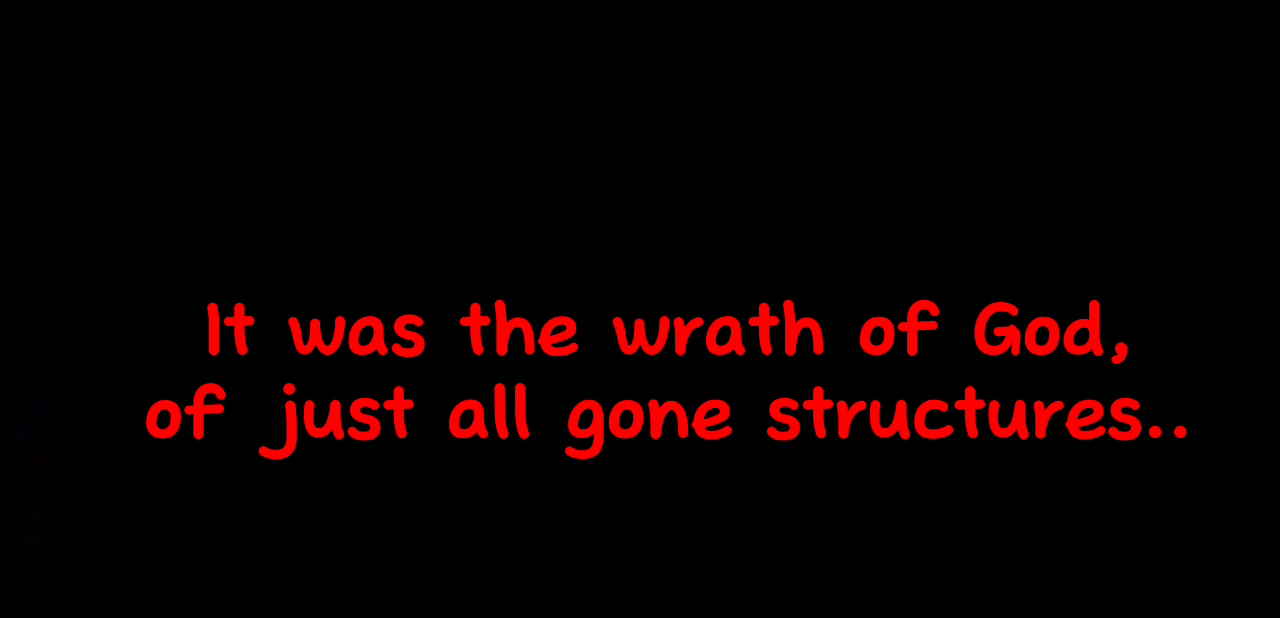 It was the wrath of God,
of just all gone structures..